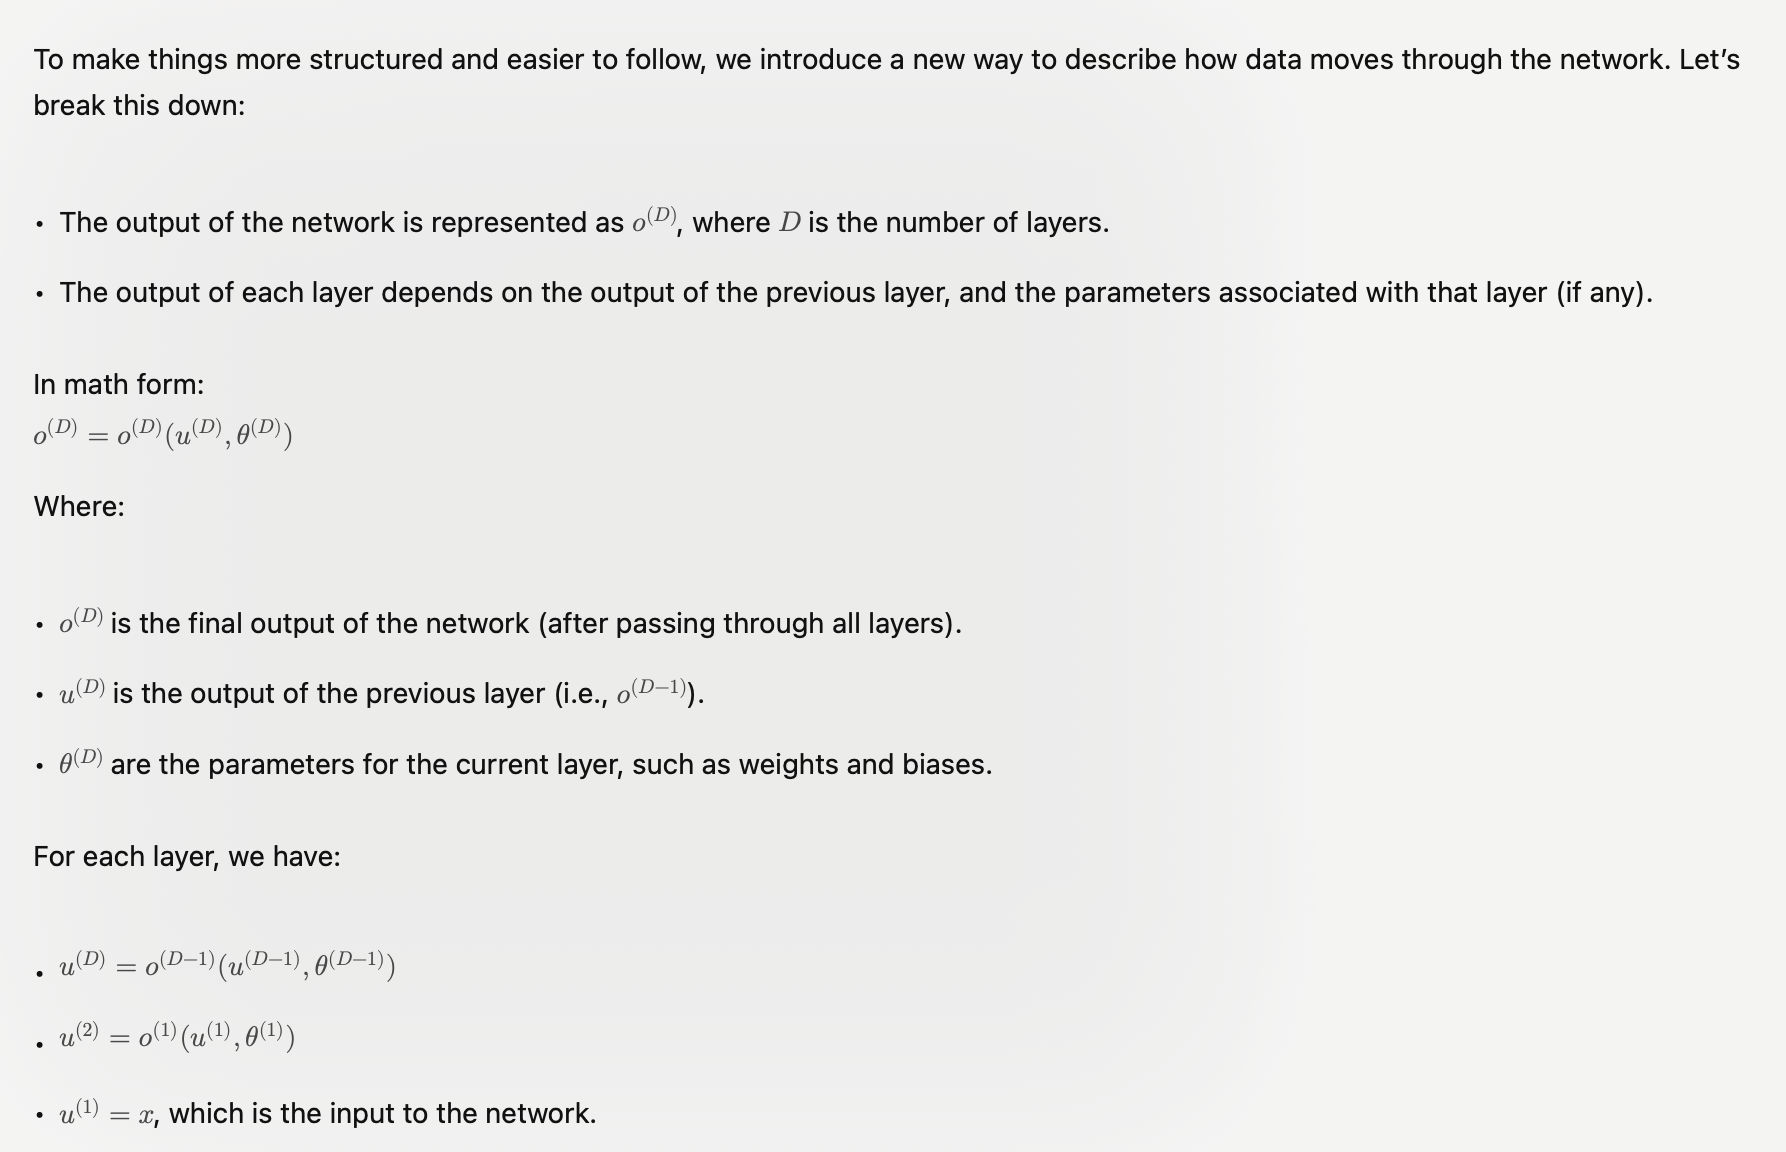 To make things more structured and easier to follow, we introduce a new way to describe how data moves through the network. Let’s
break this down:
• The output of the network is represented as o^(D), where D is the number of layers.
• The output of each layer depends on the output of the previous layer, and the parameters associated with that layer (if any).
In math form:
o^(D) = o^(D)(u^(D), θ^(D))
Where:
• o^(D) is the final output of the network (after passing through all layers).
• u^(D) is the output of the previous layer (i.e., o^(D−1)).
• θ^(D) are the parameters for the current layer, such as weights and biases.
For each layer, we have:
• u^(D) = o^(D−1)(u^(D−1), θ^(D−1))
• u^(2) = o^(1)(u^(1), θ^(1))
• u^(1) = x, which is the input to the network.